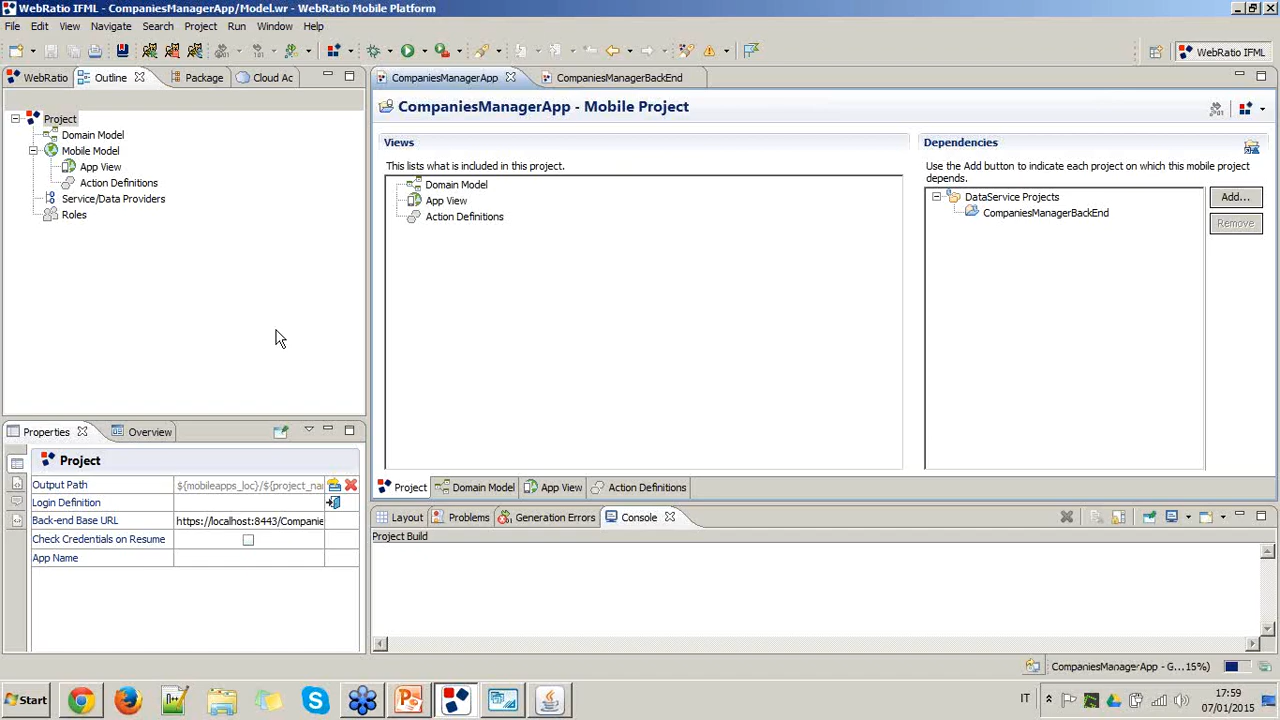 WebRatio IFML - CompaniesManagerApp/Model.wr - WebRatio Mobile Platform
File Edit View Navigate Search Project Run Window Help
WebRatio IFML
WebRatio Outline Package Cloud Ac
CompaniesManagerApp CompaniesManagerBackEnd
Project
Domain Model
Mobile Model
App View
Action Definitions
Service/Data Providers
Roles
CompaniesManagerApp - Mobile Project
Views
This lists what is included in this project.
Domain Model
App View
Action Definitions
Dependencies
Use the Add button to indicate each project on which this mobile project
depends.
DataService Projects
CompaniesManagerBackEnd
Add...
Remove
Project Domain Model App View Action Definitions
Properties Overview
Project
Output Path ${mobileapps_loc}/${project_nar
Login Definition
Back-end Base URL https://localhost:8443/Companie
Check Credentials on Resume
App Name
Layout Problems Generation Errors Console
Project Build
CompaniesManagerApp - G...15%)
Start
IT
17:59
07/01/2015